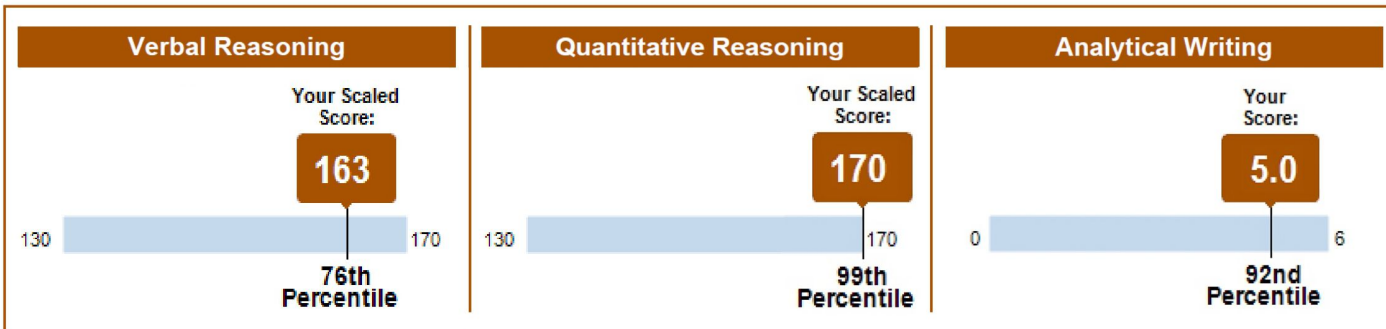 Verbal Reasoning
Your Scaled
Score:
163
130
170
76th
Percentile
Quantitative Reasoning
Your Scaled
Score:
170
130
170
99th
Percentile
Analytical Writing
Your
Score:
5.0
0
6
92nd
Percentile